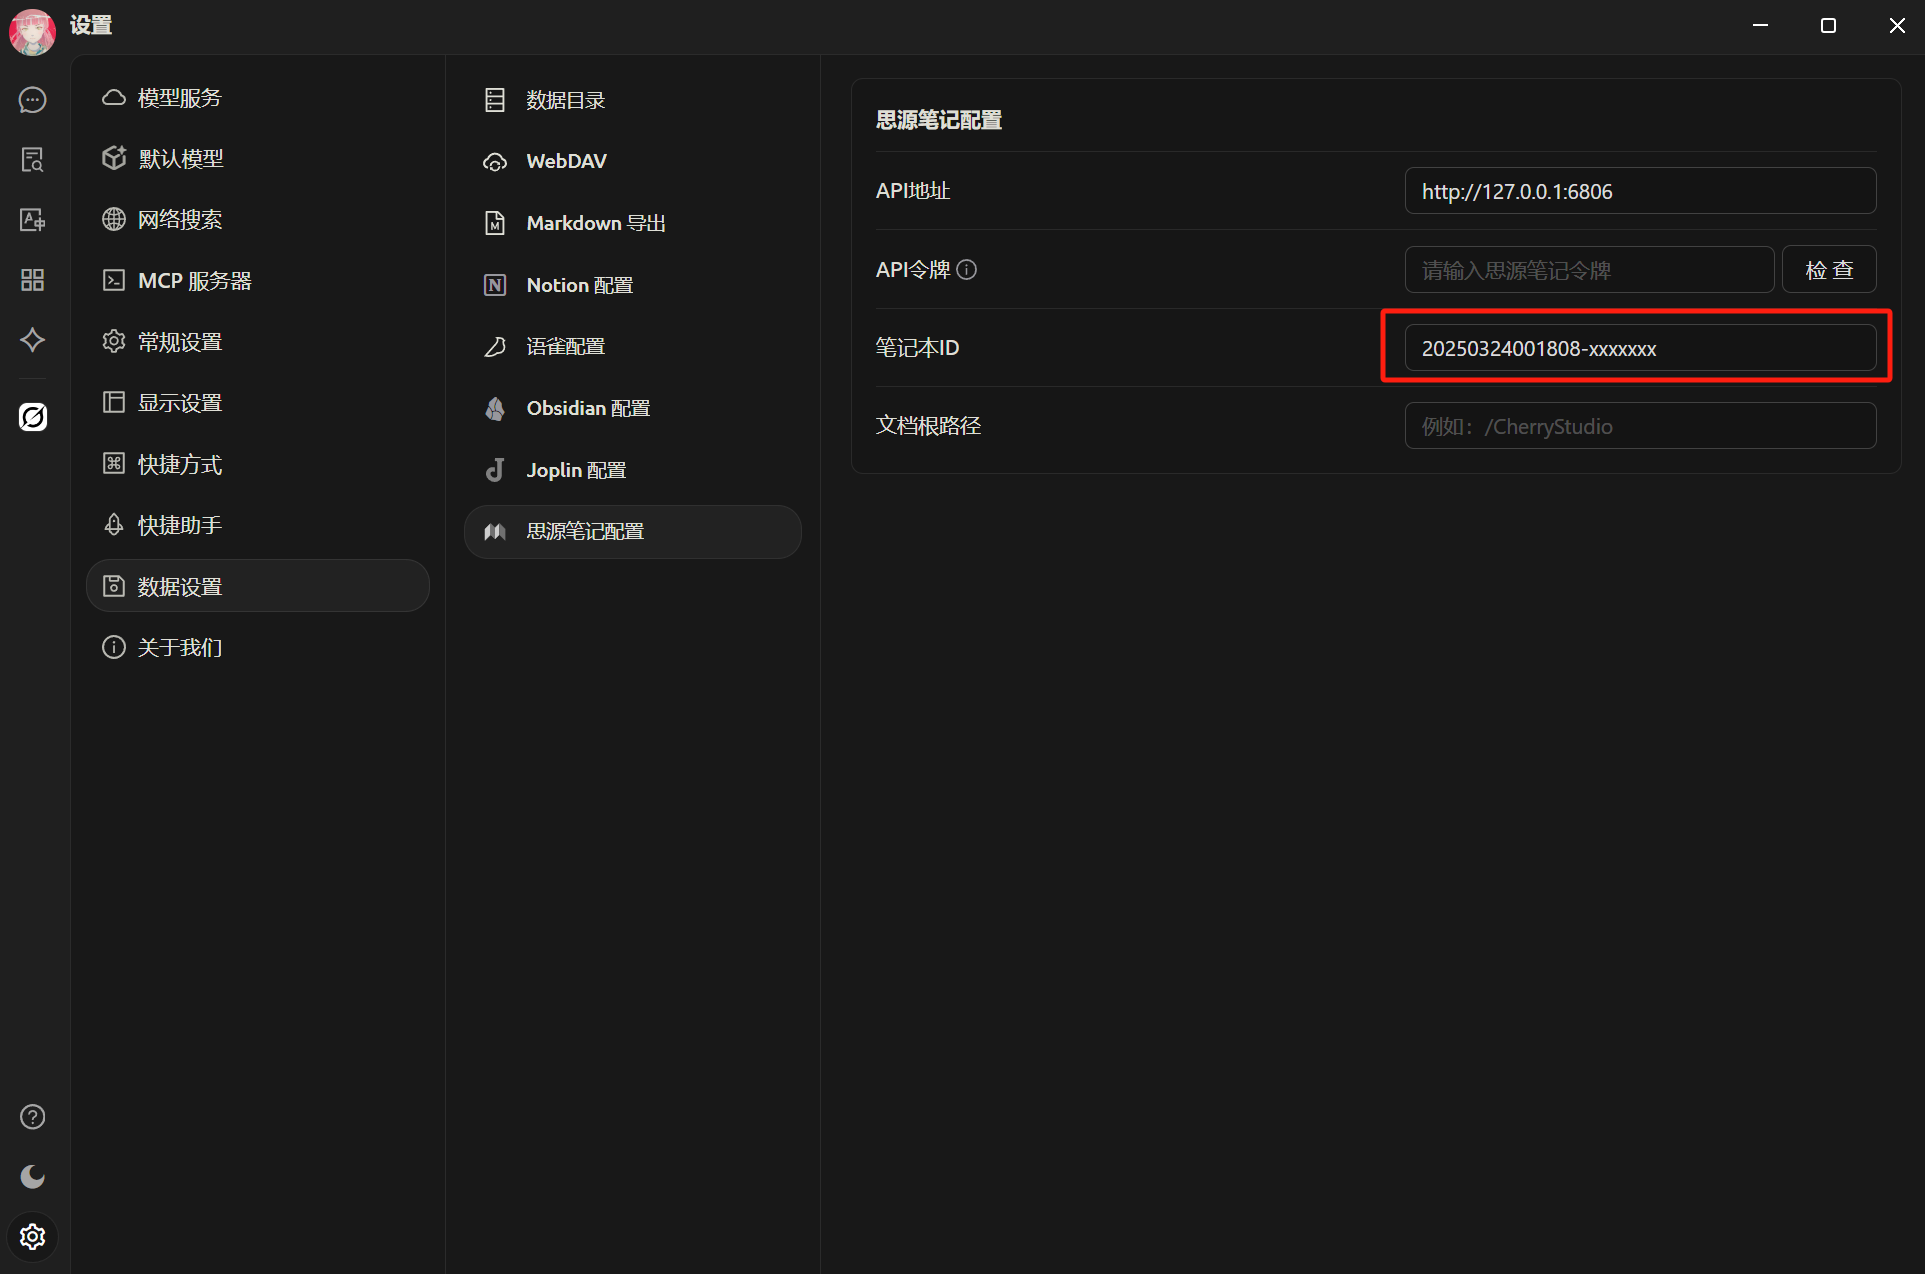 设置
模型服务
默认模型
网络搜索
MCP 服务器
常规设置
显示设置
快捷方式
快捷助手
数据设置
关于我们
数据目录
WebDAV
Markdown 导出
Notion 配置
语雀配置
Obsidian 配置
Joplin 配置
思源笔记配置
思源笔记配置
API地址
http://127.0.0.1:6806
API令牌
请输入思源笔记令牌
检 查
笔记本ID
20250324001808-xxxxxxx
文档根路径
例如：/CherryStudio